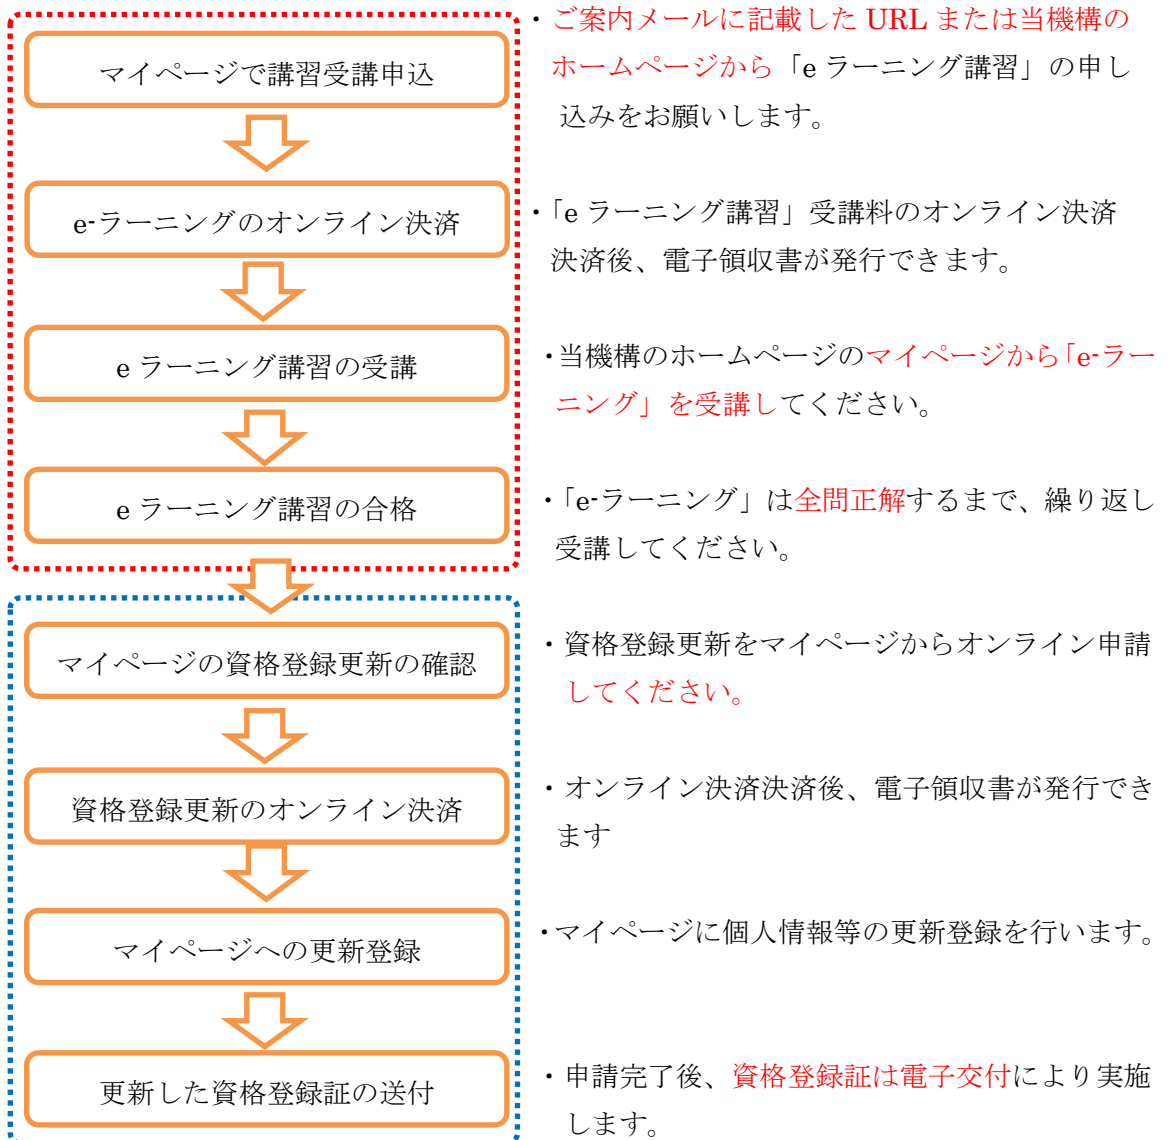 マイページで講習受講申込
・ご案内メールに記載した URL または当機構の
ホームページから「e ラーニング講習」の申し
込みをお願いします。
e-ラーニングのオンライン決済
・「e ラーニング講習」受講料のオンライン決済
決済後、電子領収書が発行できます。
e ラーニング講習の受講
・当機構のホームページのマイページから「e-ラー
ニング」を受講してください。
e ラーニング講習の合格
・「e-ラーニング」は全問正解するまで、繰り返し
受講してください。
マイページの資格登録更新の確認
・資格登録更新をマイページからオンライン申請
してください。
資格登録更新のオンライン決済
・オンライン決済決済後、電子領収書が発行でき
ます
マイページへの更新登録
・マイページに個人情報等の更新登録を行います。
更新した資格登録証の送付
・申請完了後、資格登録証は電子交付により実施
します。